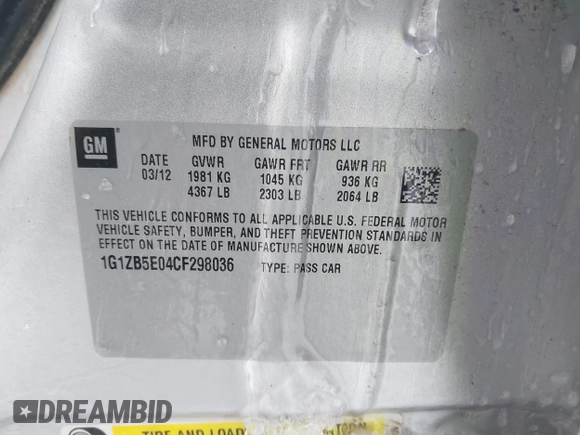 GM
MFD BY GENERAL MOTORS LLC
DATE GVWR GAWR FRT GAWR RR
03/12 1981 KG 1045 KG 936 KG
4367 LB 2303 LB 2064 LB
THIS VEHICLE CONFORMS TO ALL APPLICABLE U.S. FEDERAL MOTOR
VEHICLE SAFETY, BUMPER, AND THEFT PREVENTION STANDARDS IN
EFFECT ON THE DATE OF MANUFACTURE SHOWN ABOVE.
1G1ZB5E04CF298036 TYPE: PASS CAR
DREAMBID
TIRE AND